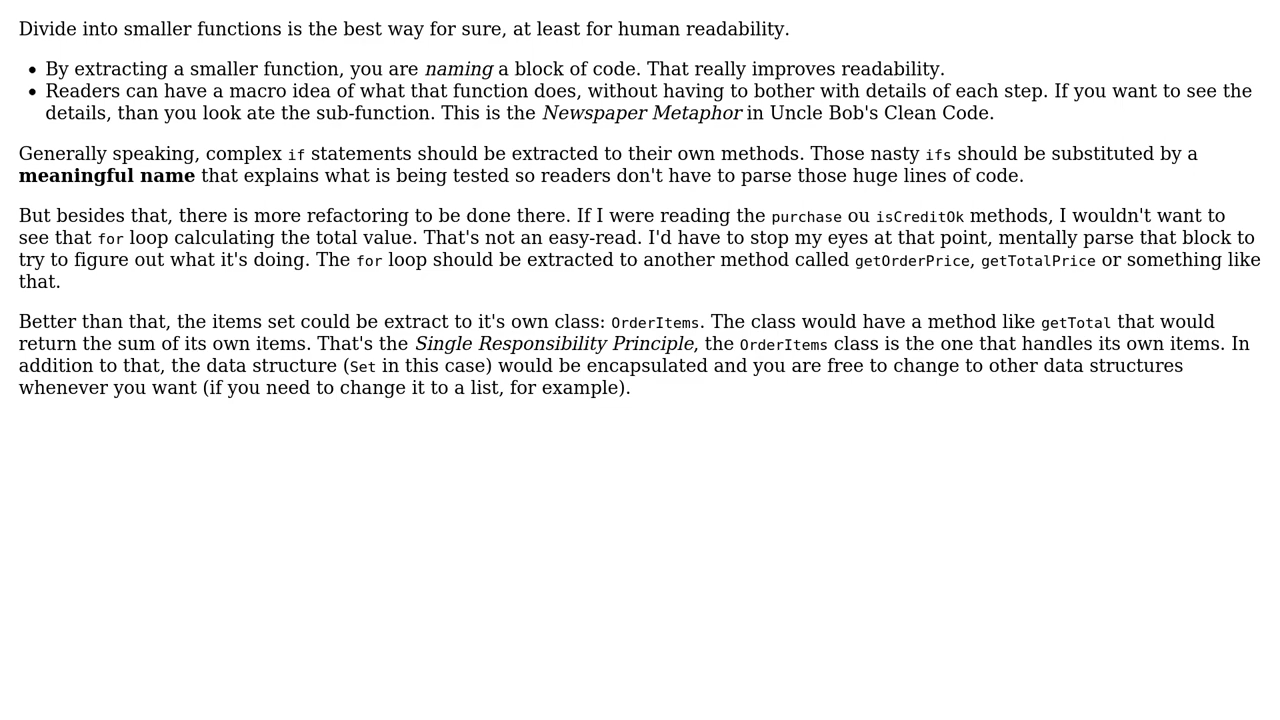 Divide into smaller functions is the best way for sure, at least for human readability.
• By extracting a smaller function, you are naming a block of code. That really improves readability.
• Readers can have a macro idea of what that function does, without having to bother with details of each step. If you want to see the
details, than you look ate the sub-function. This is the Newspaper Metaphor in Uncle Bob's Clean Code.
Generally speaking, complex if statements should be extracted to their own methods. Those nasty ifs should be substituted by a
meaningful name that explains what is being tested so readers don't have to parse those huge lines of code.
But besides that, there is more refactoring to be done there. If I were reading the purchase ou isCreditOk methods, I wouldn't want to
see that for loop calculating the total value. That's not an easy-read. I'd have to stop my eyes at that point, mentally parse that block to
try to figure out what it's doing. The for loop should be extracted to another method called getOrderPrice, getTotalPrice or something like
that.
Better than that, the items set could be extract to it's own class: OrderItems. The class would have a method like getTotal that would
return the sum of its own items. That's the Single Responsibility Principle, the OrderItems class is the one that handles its own items. In
addition to that, the data structure (Set in this case) would be encapsulated and you are free to change to other data structures
whenever you want (if you need to change it to a list, for example).